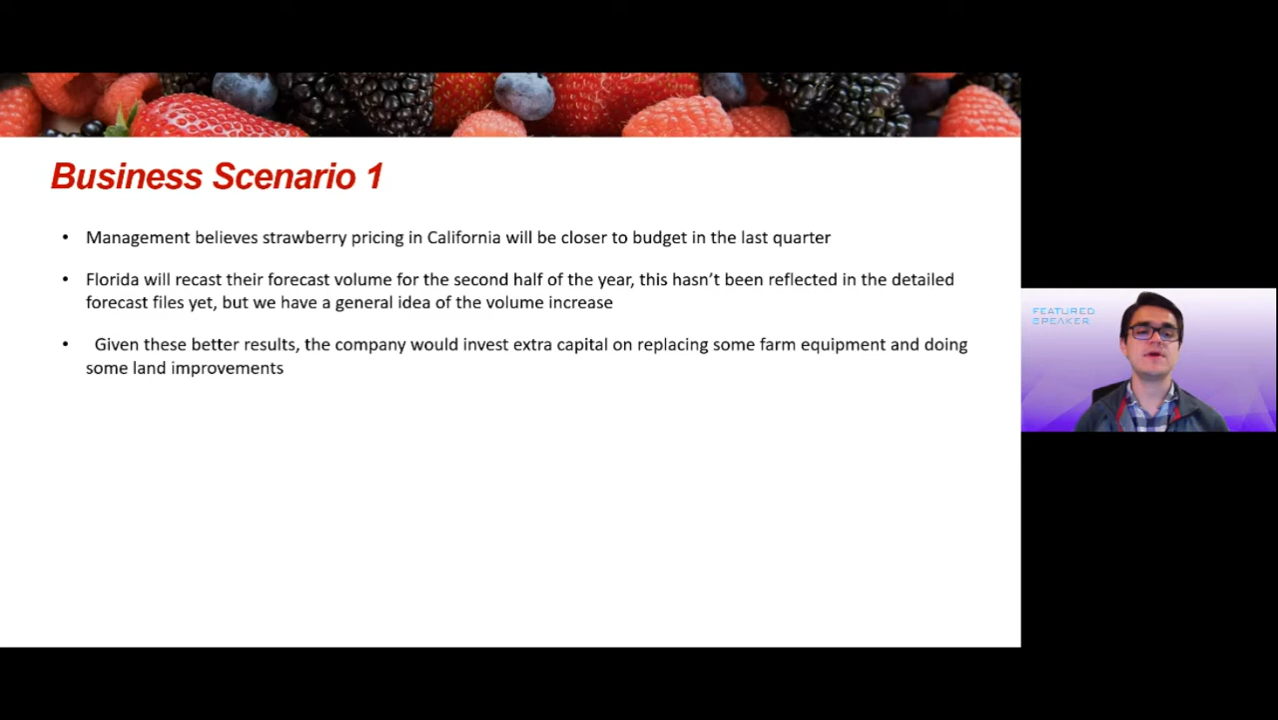 Business Scenario 1
• Management believes strawberry pricing in California will be closer to budget in the last quarter
• Florida will recast their forecast volume for the second half of the year, this hasn't been reflected in the detailed
forecast files yet, but we have a general idea of the volume increase
• Given these better results, the company would invest extra capital on replacing some farm equipment and doing
some land improvements
FEATURED
SPEAKER